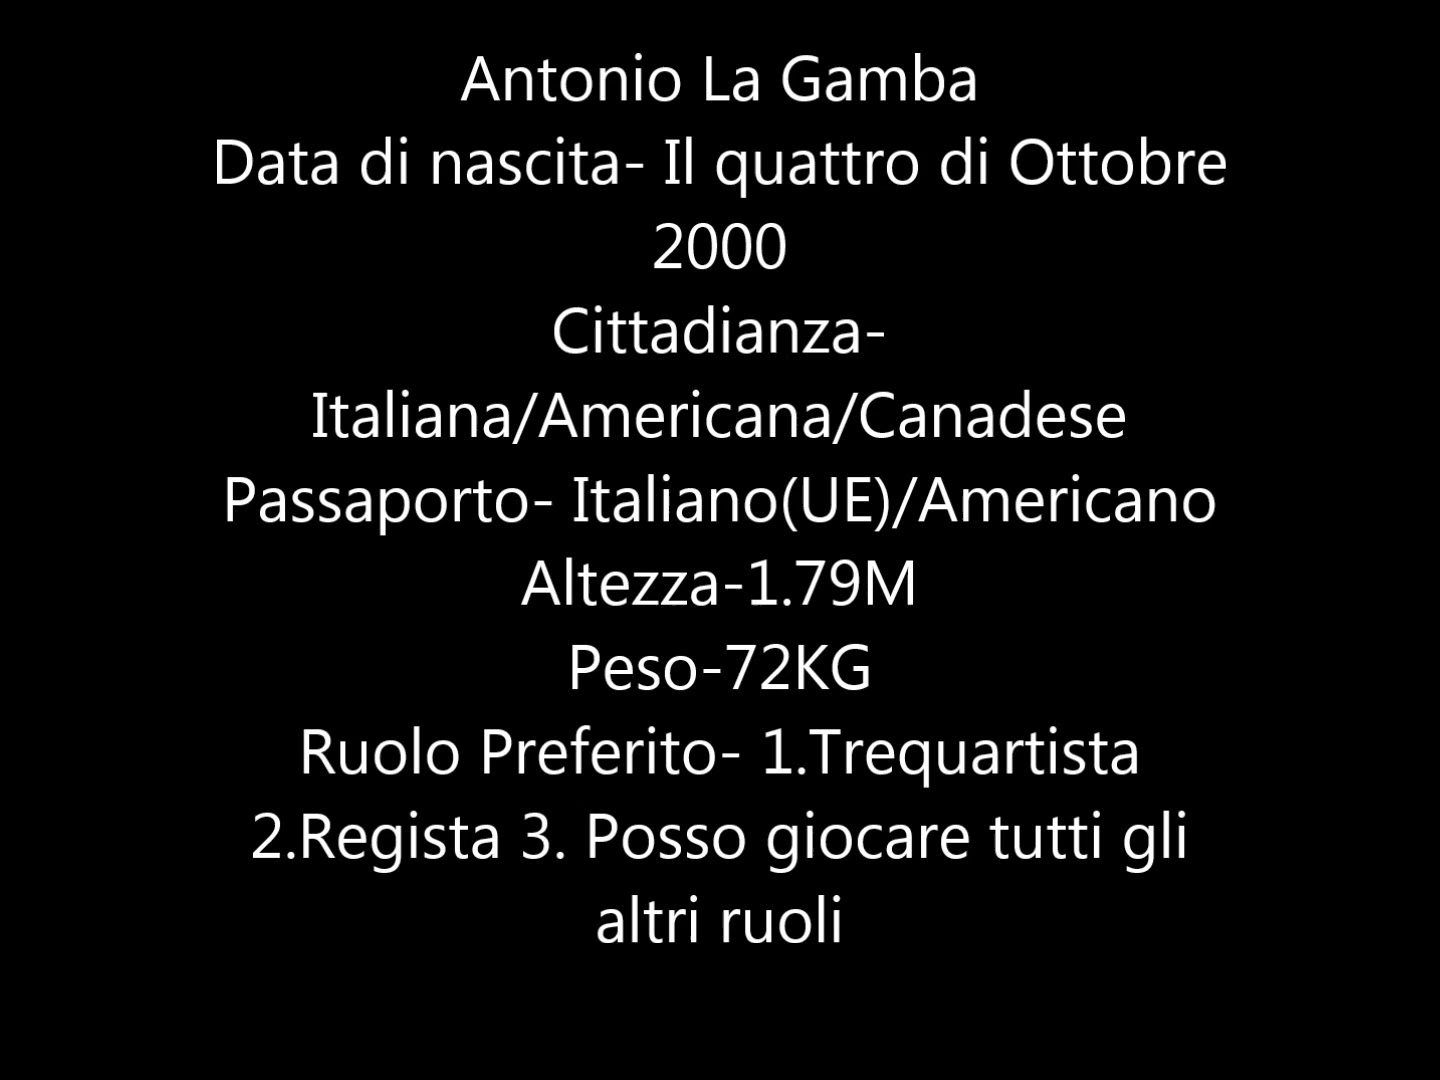 Antonio La Gamba
Data di nascita- Il quattro di Ottobre
2000
Cittadianza-
Italiana/Americana/Canadese
Passaporto- Italiano(UE)/Americano
Altezza-1.79M
Peso-72KG
Ruolo Preferito- 1.Trequartista
2.Regista 3. Posso giocare tutti gli
altri ruoli